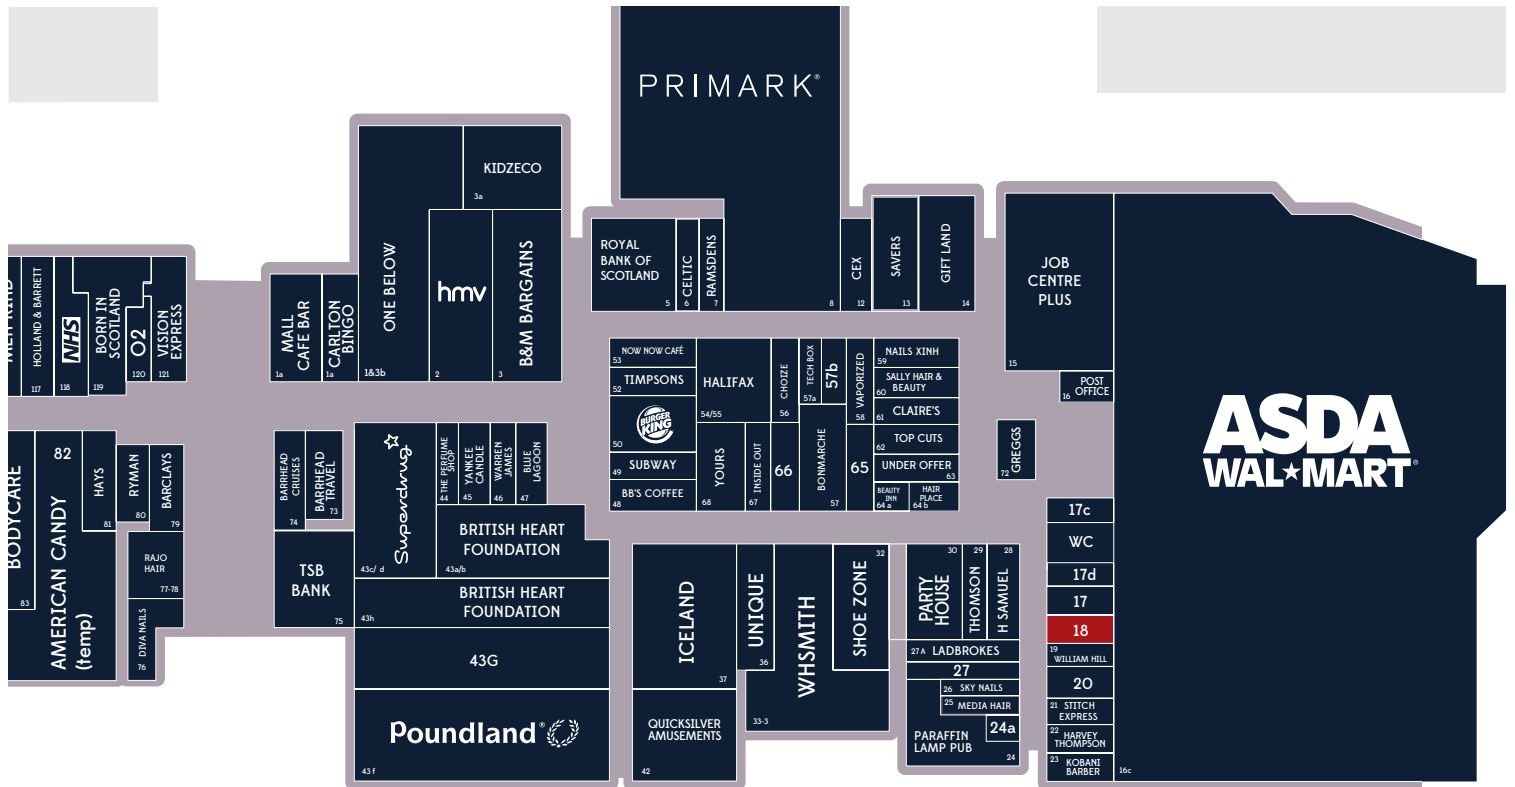 PRIMARK®
8
KIDZECO
3a
ONE BELOW
1&3b
hmv
2
B&M BARGAINS
3
MALL
CAFE BAR
1a
CARLTON
BINGO
1a
HOLLAND & BARRETT
117
NHS
118
BORN IN
SCOTLAND
119
O2
120
VISION
EXPRESS
121
ROYAL
BANK OF
SCOTLAND
5
CELTIC
6
RAMSDENS
7
CEX
12
SAVERS
13
GIFT LAND
14
JOB
CENTRE
PLUS
15
POST
OFFICE
16
ASDA
WAL★MART®
16c
NOW NOW CAFÉ
53
TIMPSONS
52
BURGER
KING
50
SUBWAY
49
BB'S COFFEE
48
HALIFAX
54/55
CHOIZE
56
TECH BOX
57a
57b
VAPORIZED
58
NAILS XINH
59
SALLY HAIR &
BEAUTY
60
CLAIRE'S
61
TOP CUTS
62
UNDER OFFER
63
BEAUTY
INN
64 a
HAIR
PLACE
64 b
YOURS
68
INSIDE OUT
67
66
BONMARCHE
57
65
GREGGS
72
BODYCARE
83
82
AMERICAN CANDY
(temp)
HAYS
81
RYMAN
80
BARCLAYS
79
RAJO
HAIR
77-78
DIVA NAILS
76
BARRHEAD
CRUISES
74
BARRHEAD
TRAVEL
73
TSB
BANK
75
Superdrug
43c/ d
THE PERFUME
SHOP
44
YANKEE
CANDLE
45
WARREN
JAMES
46
BLUE
LAGOON
47
BRITISH HEART
FOUNDATION
43a/b
BRITISH HEART
FOUNDATION
43h
43G
Poundland®
43 f
ICELAND
37
UNIQUE
36
WHSMITH
33-3
SHOE ZONE
32
QUICKSILVER
AMUSEMENTS
42
PARTY
HOUSE
30
THOMSON
29
H SAMUEL
28
27 A LADBROKES
27
26 SKY NAILS
25 MEDIA HAIR
24a
PARAFFIN
LAMP PUB
24
17c
WC
17d
17
18
19
WILLIAM HILL
20
21 STITCH
EXPRESS
22 HARVEY
THOMPSON
23 KOBANI
BARBER